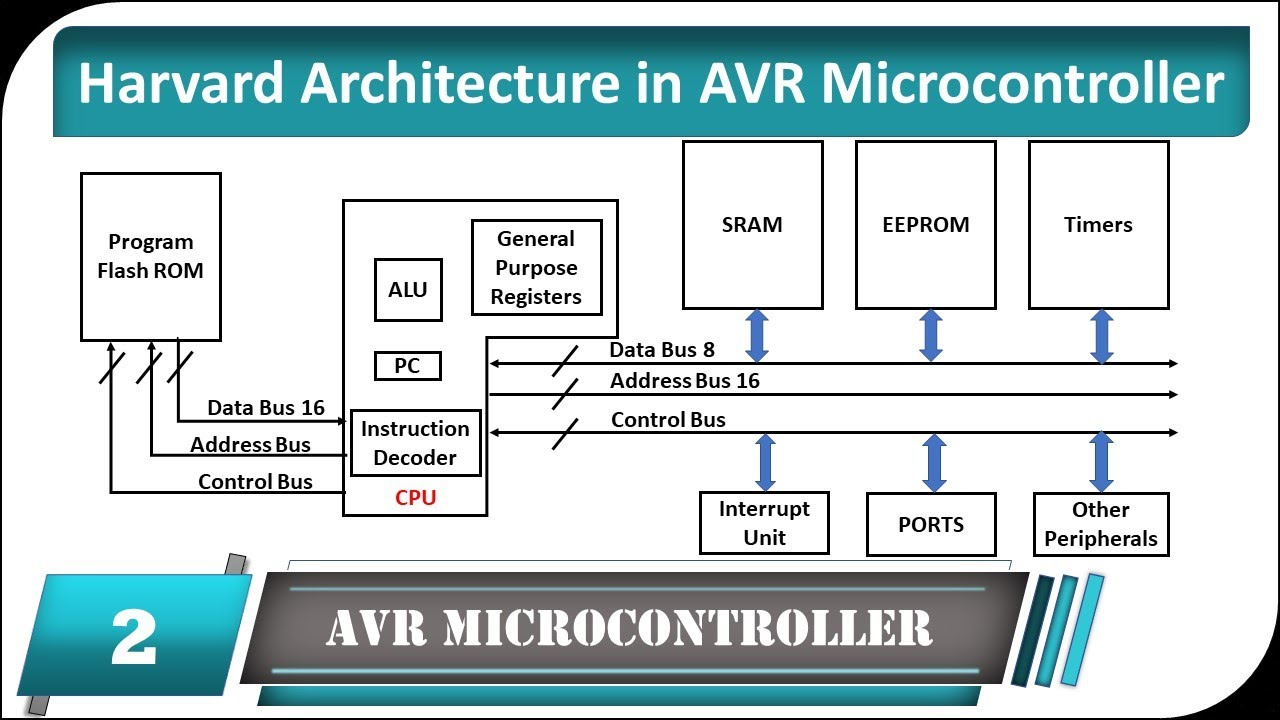 Harvard Architecture in AVR Microcontroller
Program
Flash ROM
ALU
General
Purpose
Registers
PC
Instruction
Decoder
CPU
Data Bus 16
Address Bus
Control Bus
SRAM
EEPROM
Timers
Data Bus 8
Address Bus 16
Control Bus
Interrupt
Unit
PORTS
Other
Peripherals
2
AVR MICROCONTROLLER